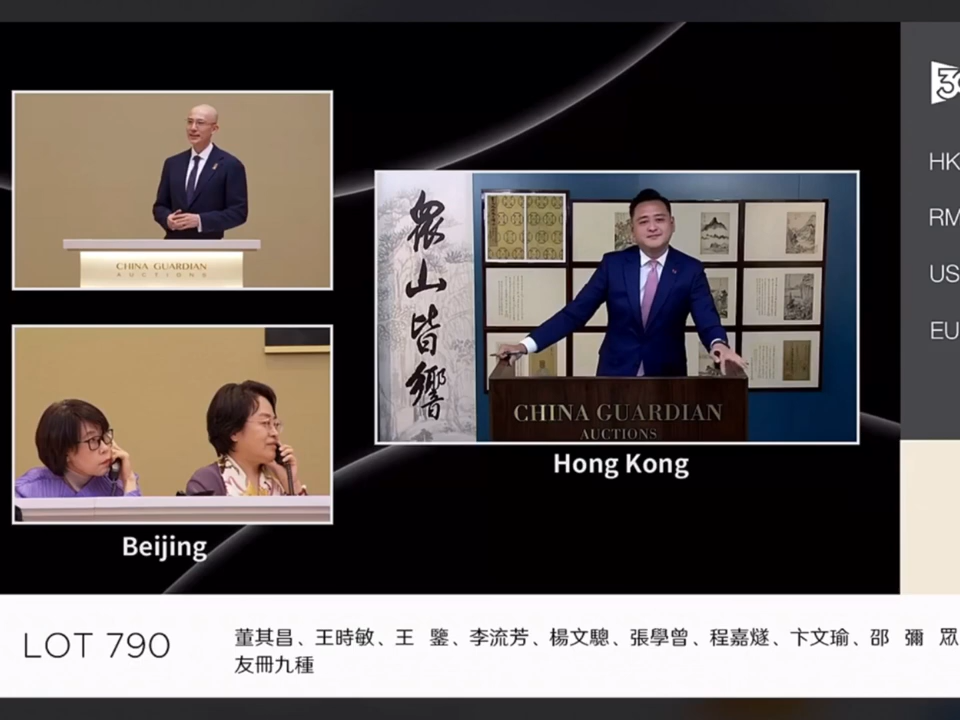 CHINA GUARDIAN
AUCTIONS
眾山皆響
CHINA GUARDIAN
AUCTIONS
Hong Kong
Beijing
3
HK
RM
US
EU
LOT 790
董其昌、王時敏、王 鑒、李流芳、楊文驄、張學曾、程嘉燧、卞文瑜、邵 彌 眾
友冊九種